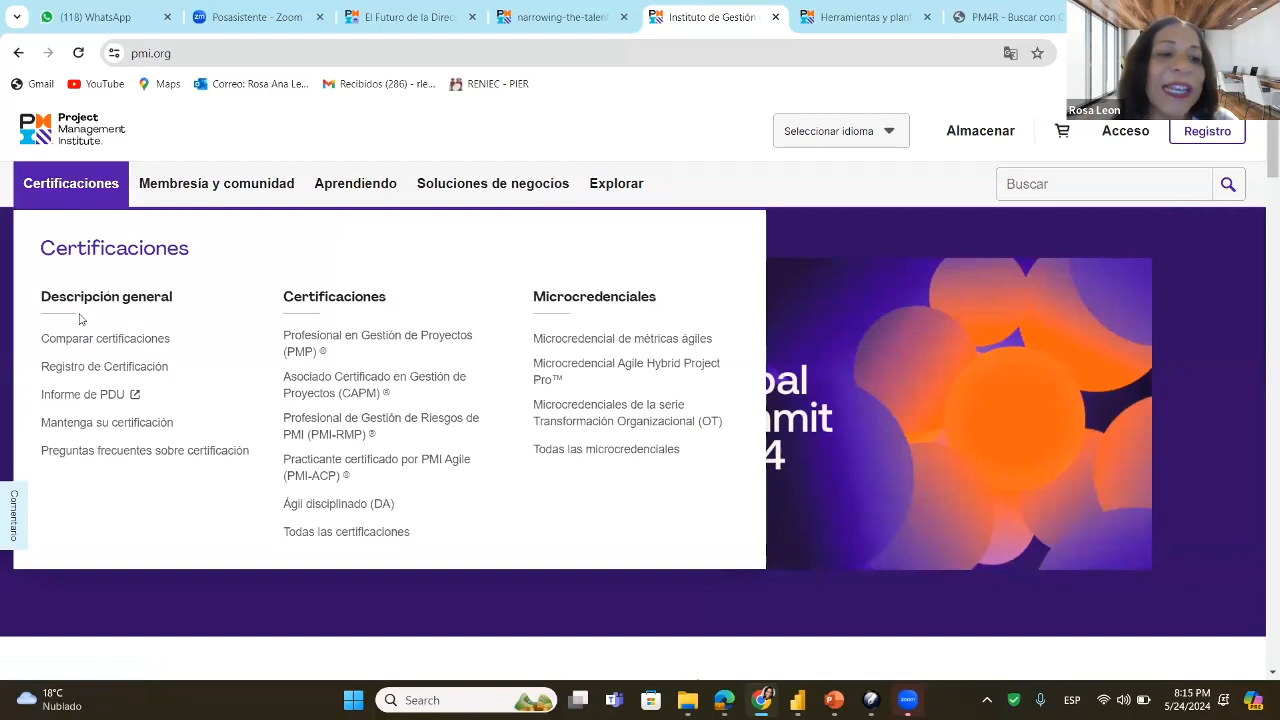 (118) WhatsApp
Posasistente - Zoom
El Futuro de la Direc
narrowing-the-talent
Instituto de Gestión
Herramientas y plant
PM4R - Buscar con G
pmi.org
Gmail
YouTube
Maps
Correo: Rosa Ana Le...
Recibidos (286) - rle...
RENIEC - PIER
Rosa Leon
Project
Management
Institute.
Seleccionar idioma
Almacenar
Acceso
Registro
Certificaciones
Membresía y comunidad
Aprendiendo
Soluciones de negocios
Explorar
Buscar
Certificaciones
Descripción general
Comparar certificaciones
Registro de Certificación
Informe de PDU
Mantenga su certificación
Preguntas frecuentes sobre certificación
Certificaciones
Profesional en Gestión de Proyectos
(PMP) ®
Asociado Certificado en Gestión de
Proyectos (CAPM) ®
Profesional de Gestión de Riesgos de
PMI (PMI-RMP) ®
Practicante certificado por PMI Agile
(PMI-ACP) ®
Ágil disciplinado (DA)
Todas las certificaciones
Microcredenciales
Microcredencial de métricas ágiles
Microcredencial Agile Hybrid Project
Pro™
Microcredenciales de la serie
Transformación Organizacional (OT)
Todas las microcredenciales
Comentario
18°C
Nublado
Search
ESP
8:15 PM
5/24/2024